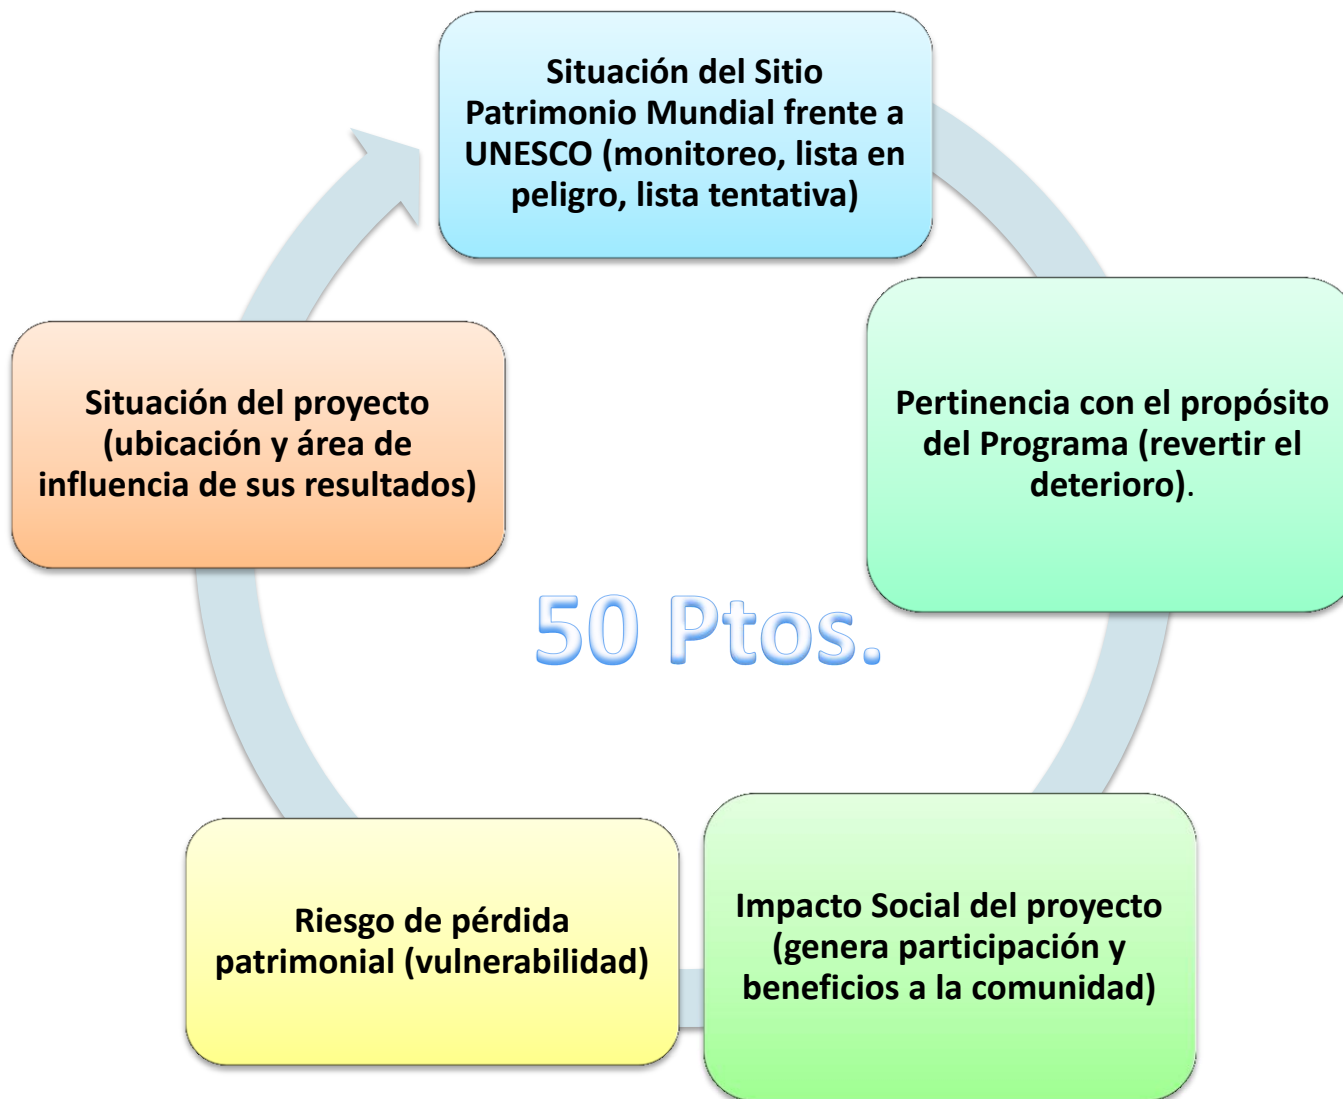 Situación del Sitio
Patrimonio Mundial frente a
UNESCO (monitoreo, lista en
peligro, lista tentativa)
Pertinencia con el propósito
del Programa (revertir el
deterioro).
Impacto Social del proyecto
(genera participación y
beneficios a la comunidad)
Riesgo de pérdida
patrimonial (vulnerabilidad)
Situación del proyecto
(ubicación y área de
influencia de sus resultados)
50 Ptos.